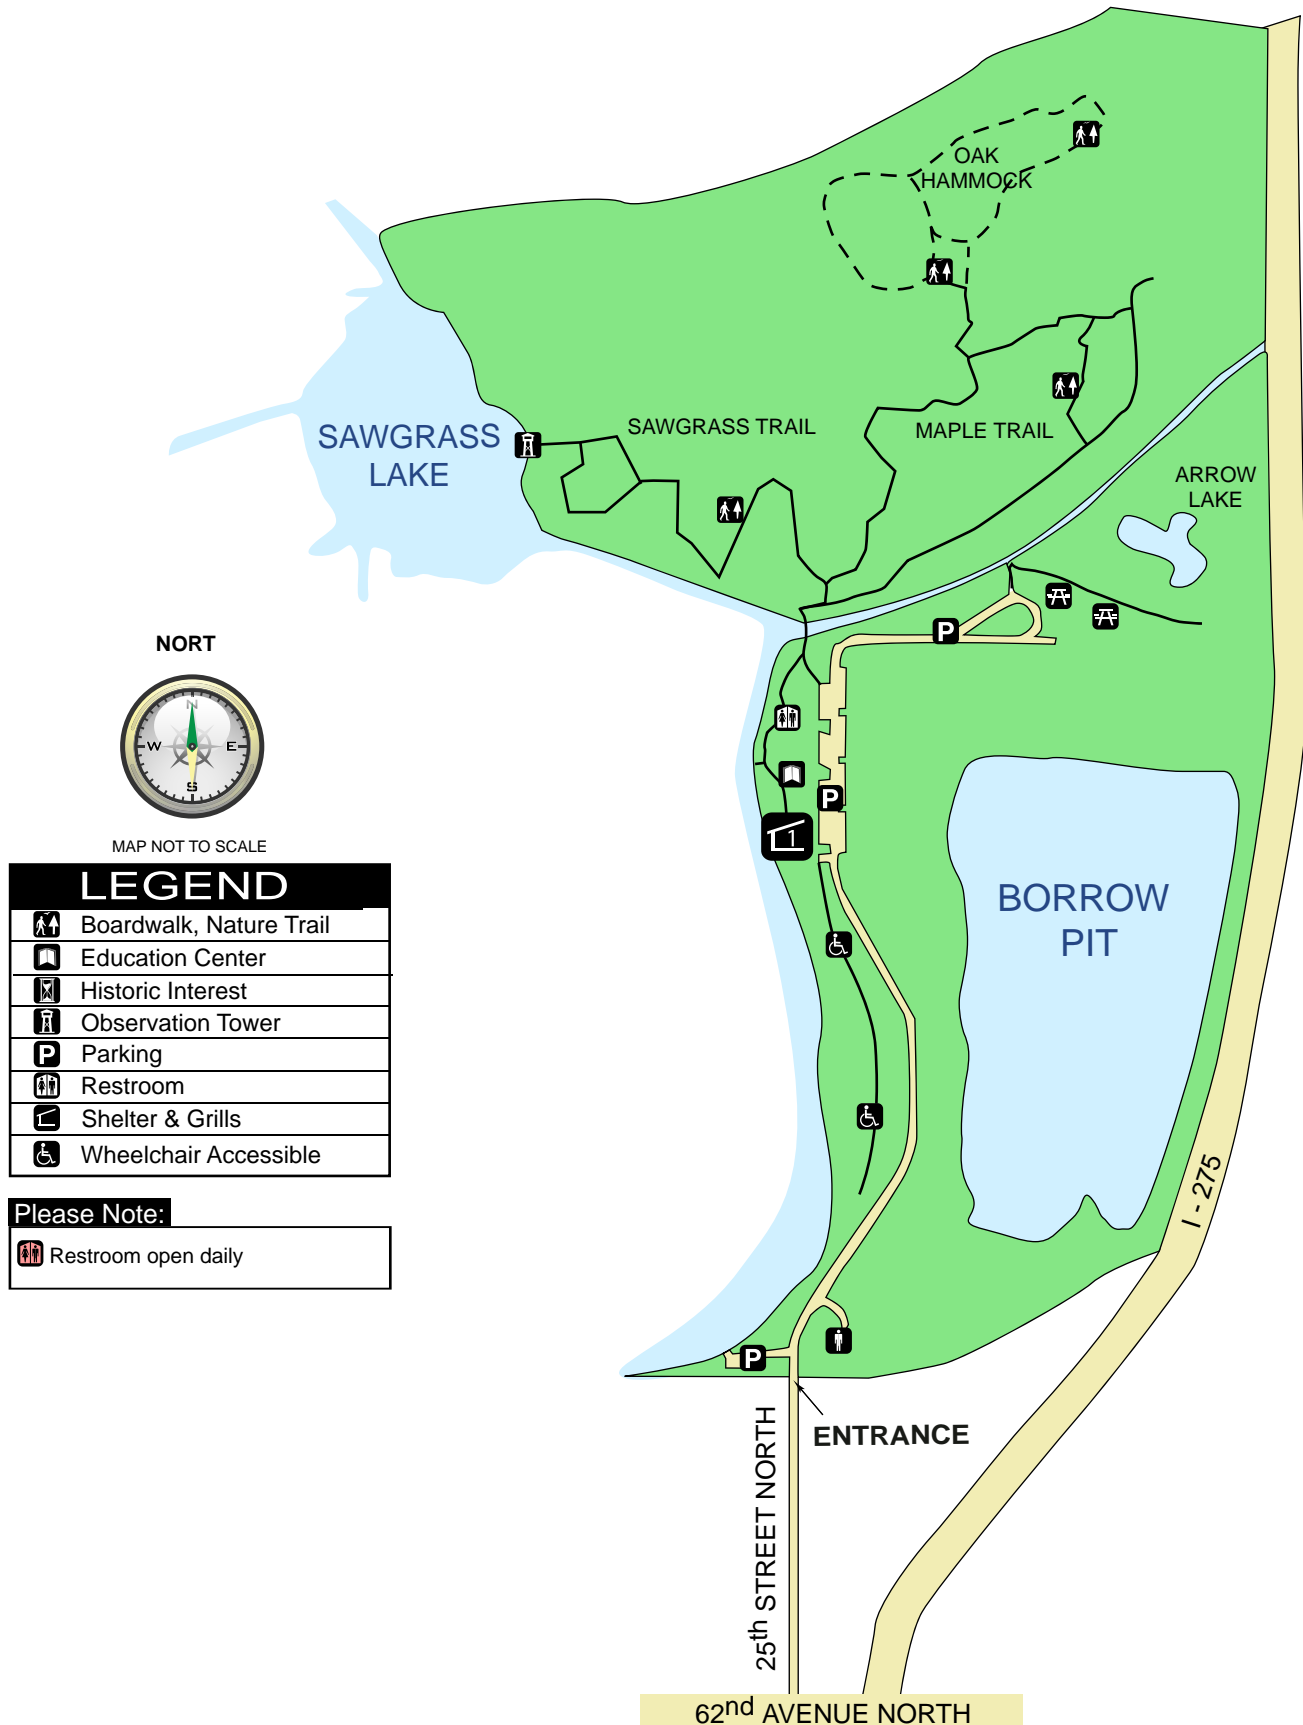 OAK
HAMMOCK
SAWGRASS
LAKE
SAWGRASS TRAIL
MAPLE TRAIL
ARROW
LAKE
NORT
N
W
E
S
MAP NOT TO SCALE
P
P
1
LEGEND
Boardwalk, Nature Trail
Education Center
Historic Interest
Observation Tower
P Parking
Restroom
Shelter & Grills
Wheelchair Accessible
Please Note:
Restroom open daily
BORROW
PIT
I - 275
P
ENTRANCE
25th STREET NORTH
62nd AVENUE NORTH